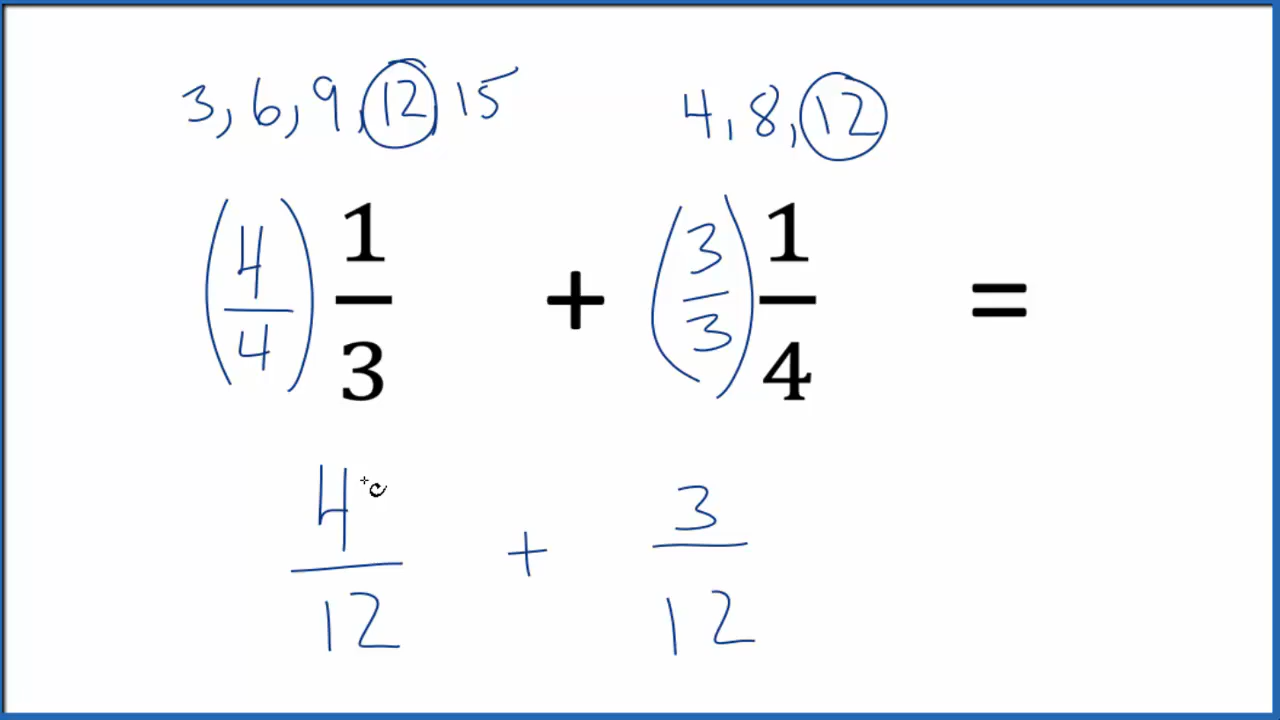 3, 6, 9, 12, 15 4, 8, 12
(4/4) 1/3 + (3/3) 1/4 =
4/12 + 3/12